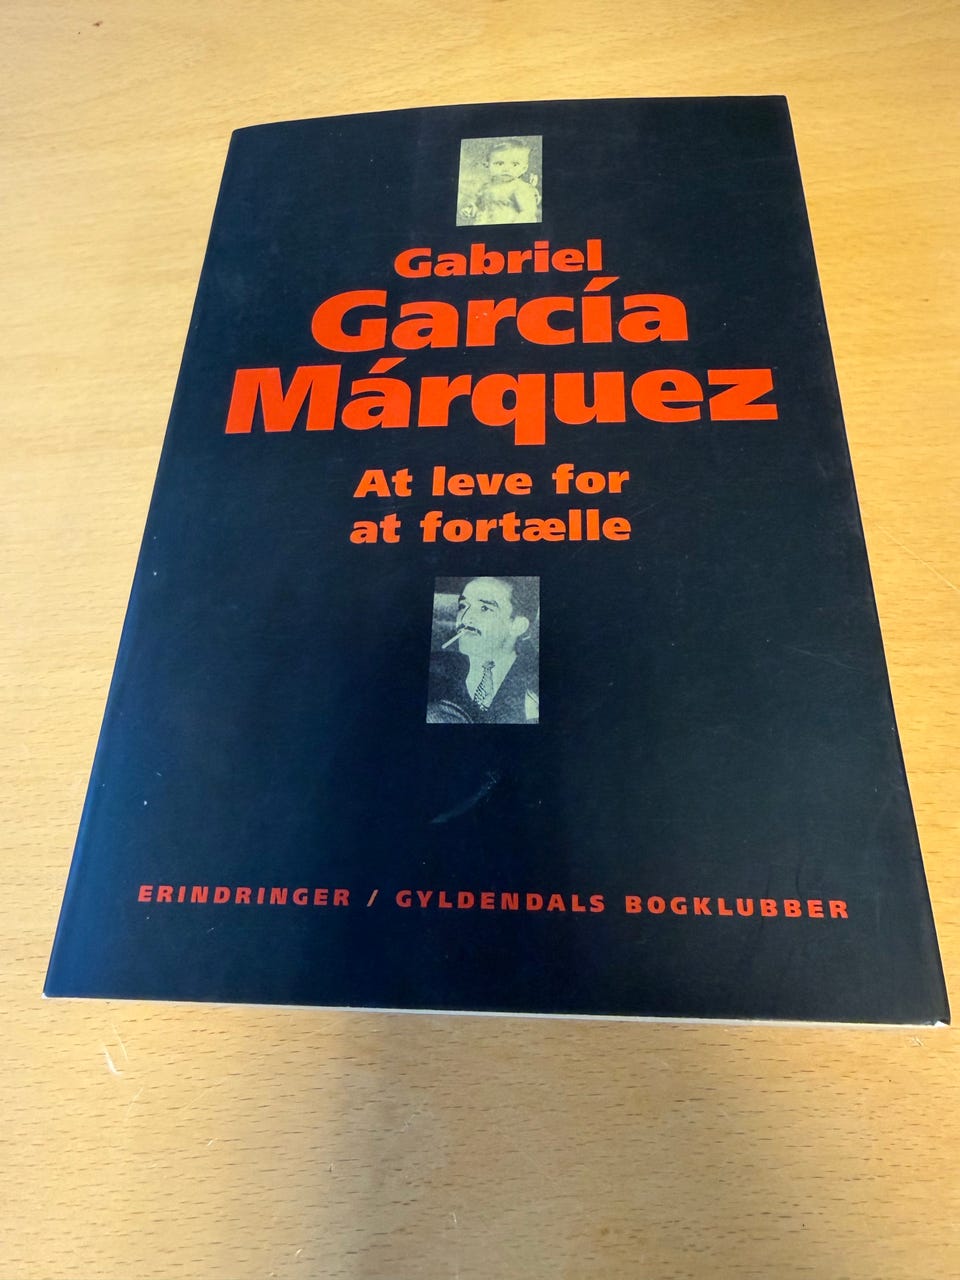 Gabriel
García
Márquez
At leve for
at fortælle
ERINDRINGER / GYLDENDALS BOGKLUBBER